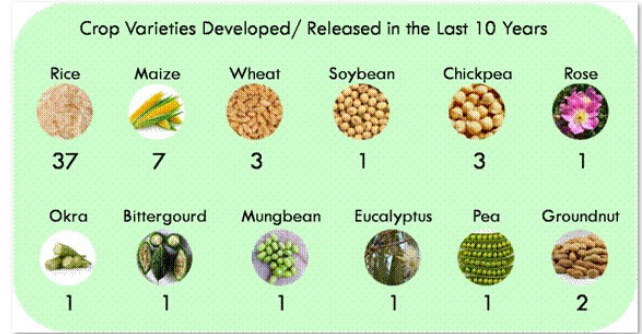 Crop Varieties Developed/ Released in the Last 10 Years
Rice Maize Wheat Soybean Chickpea Rose
37 7 3 1 3 1
Okra Bittergourd Mungbean Eucalyptus Pea Groundnut
1 1 1 1 1 2